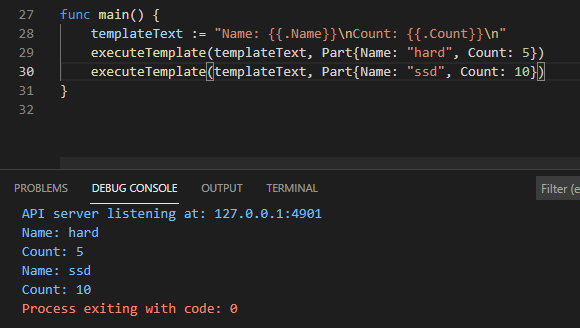 27 func main() {
28 templateText := "Name: {{.Name}}\nCount: {{.Count}}\n"
29 executeTemplate(templateText, Part{Name: "hard", Count: 5})
30 executeTemplate(templateText, Part{Name: "ssd", Count: 10})
31 }
32
PROBLEMS DEBUG CONSOLE OUTPUT TERMINAL Filter (e
API server listening at: 127.0.0.1:4901
Name: hard
Count: 5
Name: ssd
Count: 10
Process exiting with code: 0